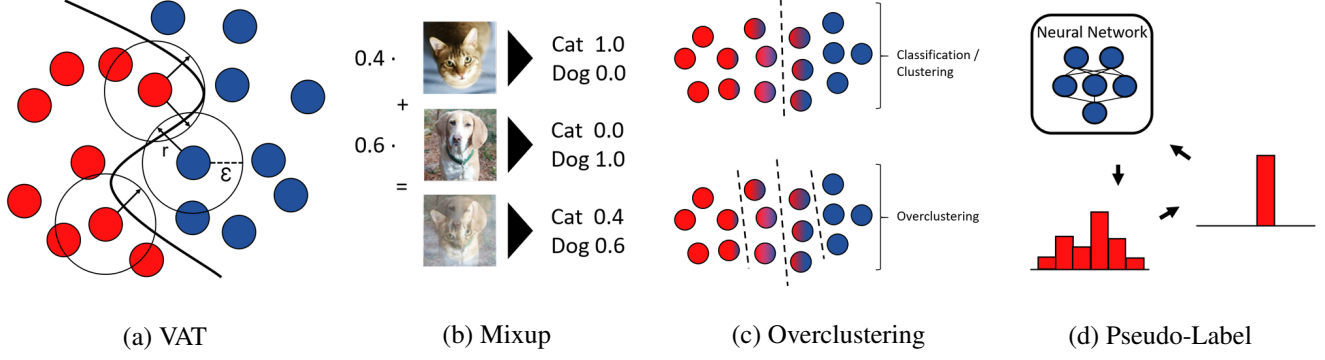 r
ε
0.4 ·
+
0.6 ·
=
Cat 1.0
Dog 0.0
Cat 0.0
Dog 1.0
Cat 0.4
Dog 0.6
Classification /
Clustering
Overclustering
Neural Network
(a) VAT
(b) Mixup
(c) Overclustering
(d) Pseudo-Label